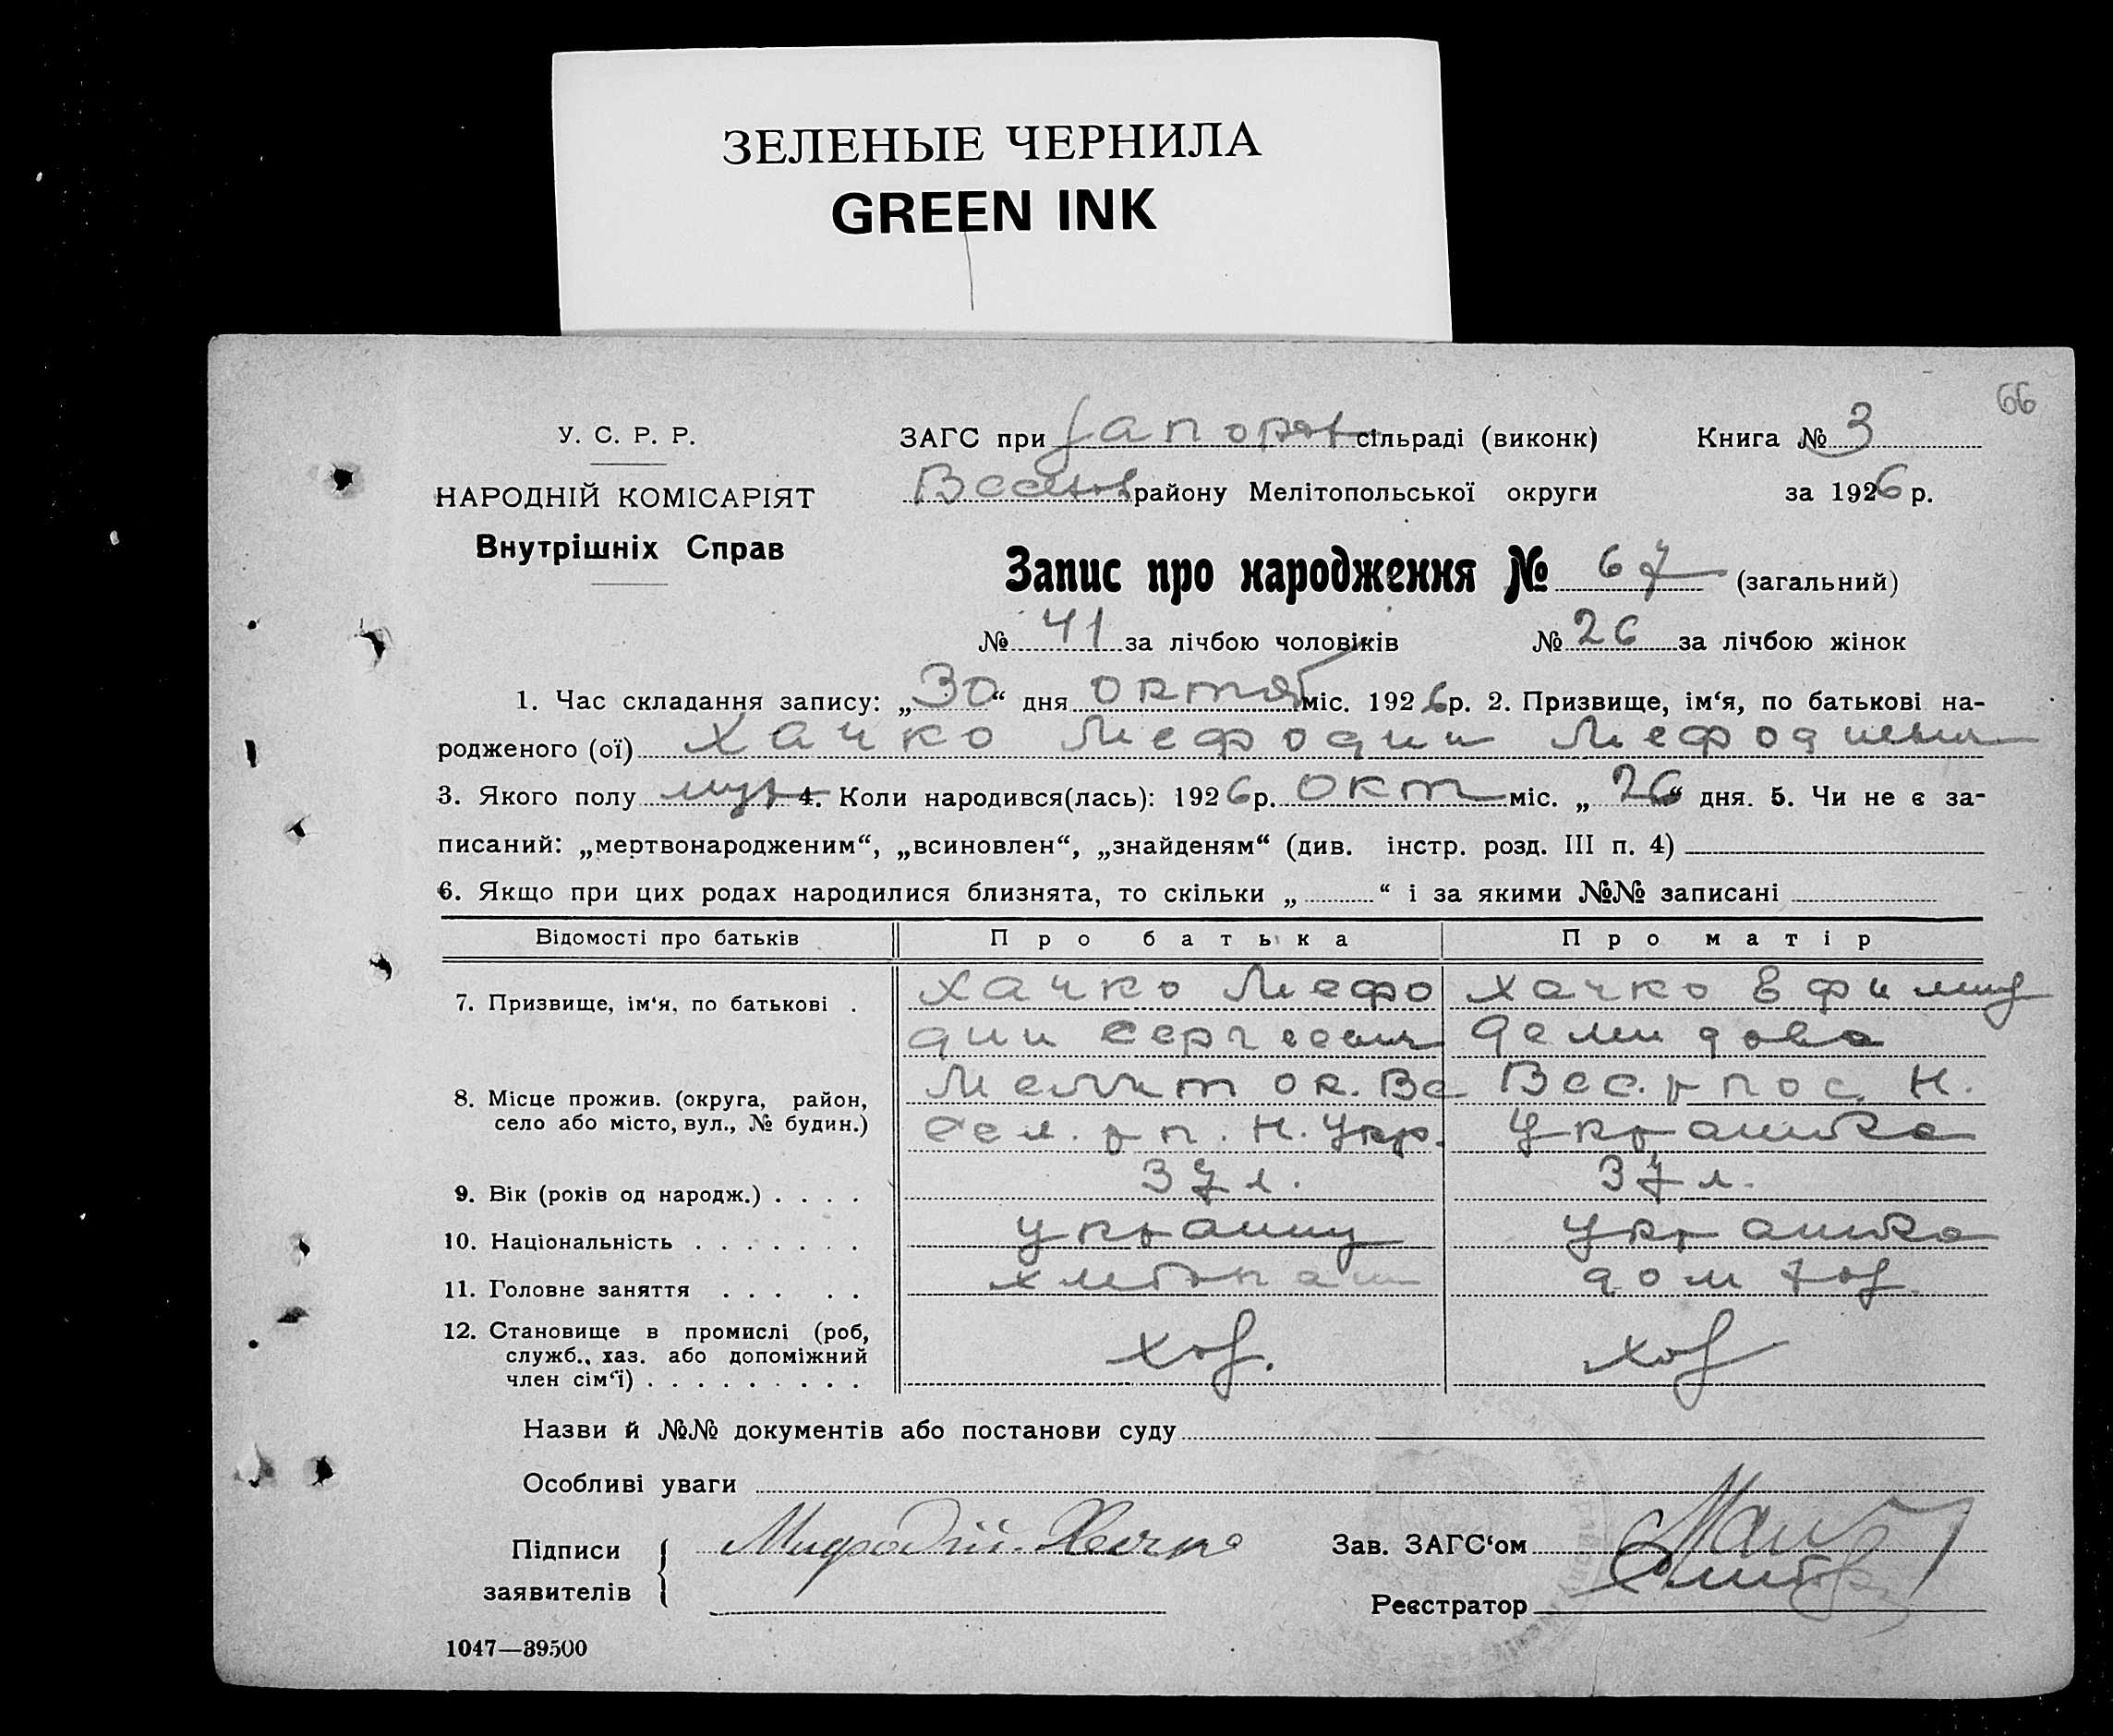 ЗЕЛЕНЫЕ ЧЕРНИЛА
GREEN INK
66
У. С. Р. Р.
НАРОДНІЙ КОМІСАРІЯТ
Внутрішніх Справ
ЗАГС при Запорож сільраді (виконк)
Книга № 3
Веселов району Мелітопольської округи
за 1926 р.
Запис про народження № 67 (загальний)
№ 41 за лічбою чоловіків № 26 за лічбою жінок
1. Час складання запису: „30“ дня октяб міс. 1926 р. 2. Призвище, ім‘я, по батькові на-
родженого (ої) Хачко Мефодии Мефодиевич
3. Якого полу муж 4. Коли народився(лась): 1926 р. окт міс. „26“ дня. 5. Чи не є за-
писаний: „мертвонародженим“, „всиновлен“, „знайденям“ (див. інстр. розд. III п. 4)
6. Якщо при цих родах народилися близнята, то скільки „ “ і за якими №№ записані
Відомості про батьків Про батька Про матір
7. Призвище, ім‘я, по батькові . Хачко Мефо Хачко Ефимия
дии Сергееви Демидова
8. Місце прожив. (округа, район, Мелит ок. Ве Вес. р пос. Н.
село або місто, вул., № будин.) сел. р п. Н. Укр. Украинка
9. Вік (років од народж.) . . . . 37 л. 37 л.
10. Національність . . . . . . . украинц украинка
11. Головне заняття . . . . . хлебопаш дом хоз.
12. Становище в промислі (роб,
служб., хаз. або допоміжний хоз. хоз
член сім‘ї) . . . . . . . . .
Назви й №№ документів або постанови суду
Особливі уваги
Підписи Мифодій Хачко Зав. ЗАГС‘ом
заявителів
Реєстратор
1047—39500